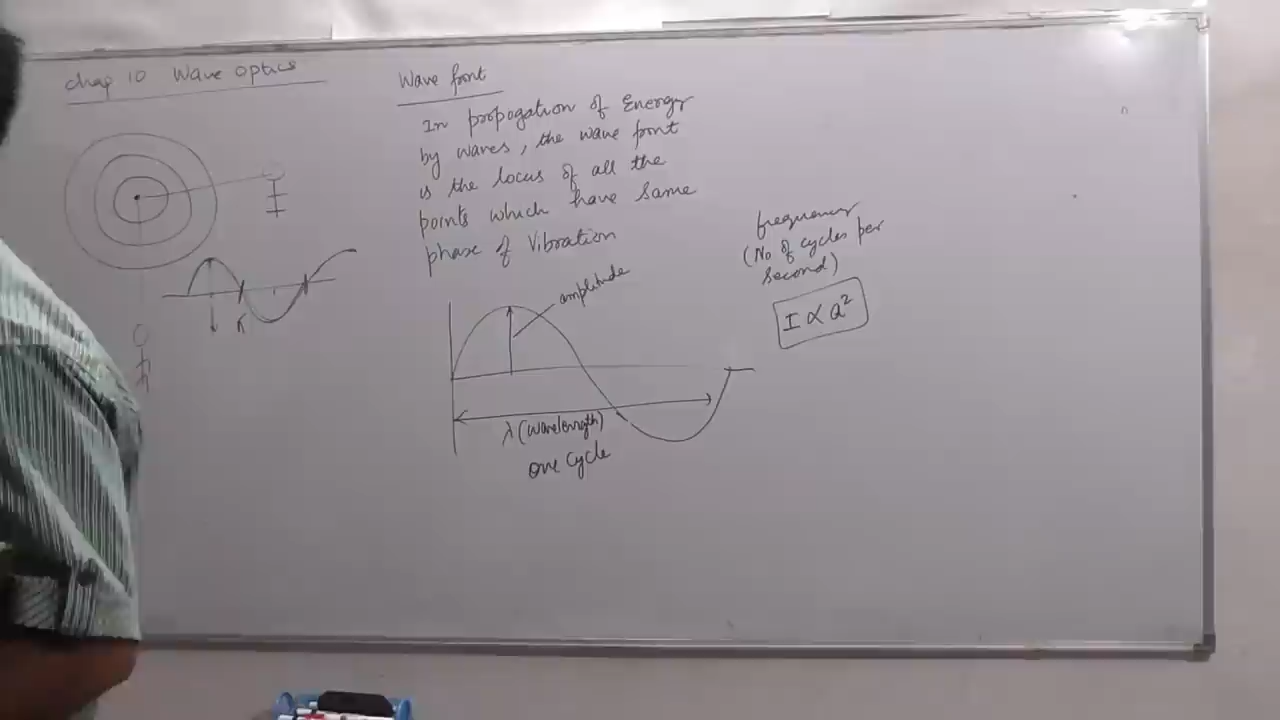 Chap 10 Wave Optics
Wave front
In propogation of Energy
by waves, the wave front
is the locus of all the
points which have same
phase of Vibration
amplitude
λ (wavelength)
one cycle
frequency
(No of cycles per
second)
I ∝ a²